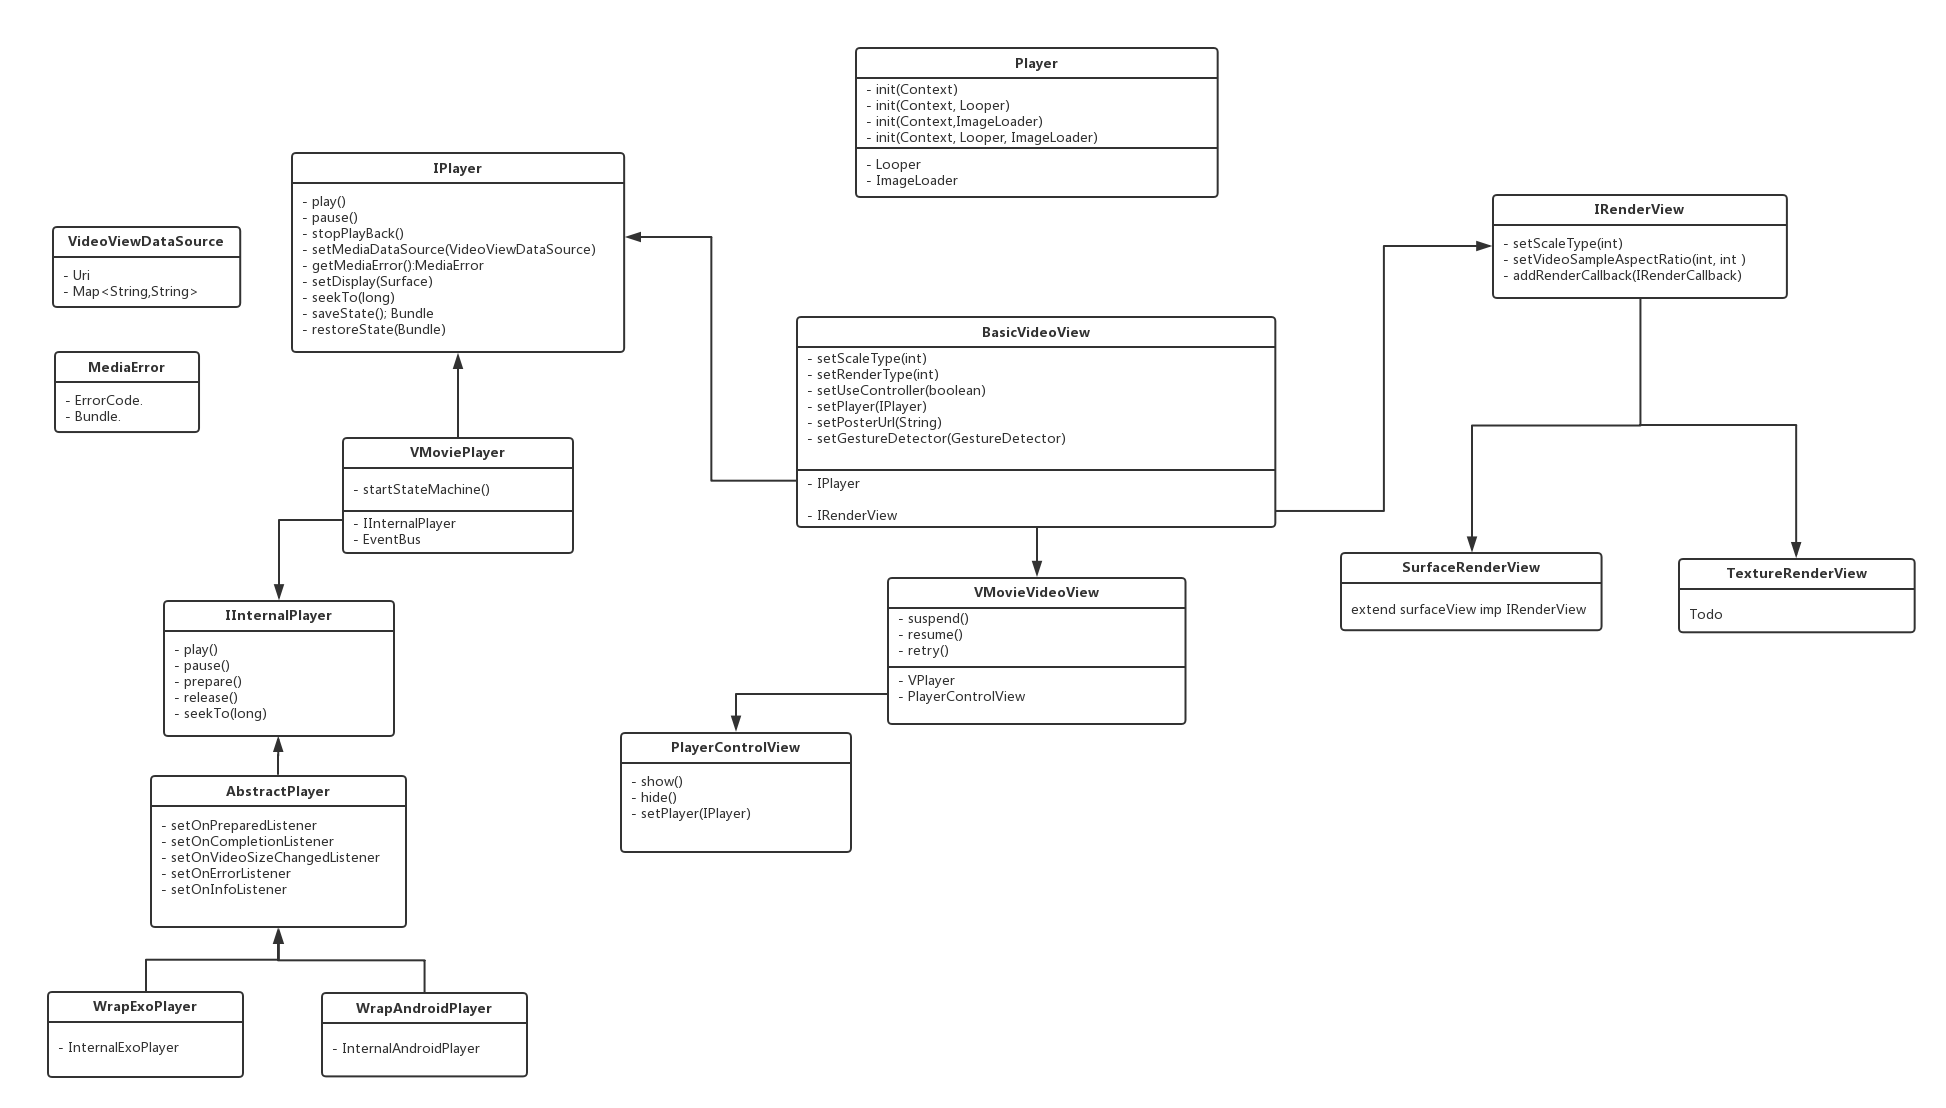 Player
- init(Context)
- init(Context, Looper)
- init(Context,ImageLoader)
- init(Context, Looper, ImageLoader)
- Looper
- ImageLoader
IPlayer
- play()
- pause()
- stopPlayBack()
- setMediaDataSource(VideoViewDataSource)
- getMediaError():MediaError
- setDisplay(Surface)
- seekTo(long)
- saveState(); Bundle
- restoreState(Bundle)
IRenderView
- setScaleType(int)
- setVideoSampleAspectRatio(int, int )
- addRenderCallback(IRenderCallback)
VideoViewDataSource
- Uri
- Map<String,String>
MediaError
- ErrorCode.
- Bundle.
BasicVideoView
- setScaleType(int)
- setRenderType(int)
- setUseController(boolean)
- setPlayer(IPlayer)
- setPosterUrl(String)
- setGestureDetector(GestureDetector)
- IPlayer
- IRenderView
VMoviePlayer
- startStateMachine()
- IInternalPlayer
- EventBus
SurfaceRenderView
extend surfaceView imp IRenderView
TextureRenderView
Todo
VMovieVideoView
- suspend()
- resume()
- retry()
- VPlayer
- PlayerControlView
IInternalPlayer
- play()
- pause()
- prepare()
- release()
- seekTo(long)
PlayerControlView
- show()
- hide()
- setPlayer(IPlayer)
AbstractPlayer
- setOnPreparedListener
- setOnCompletionListener
- setOnVideoSizeChangedListener
- setOnErrorListener
- setOnInfoListener
WrapExoPlayer
- InternalExoPlayer
WrapAndroidPlayer
- InternalAndroidPlayer